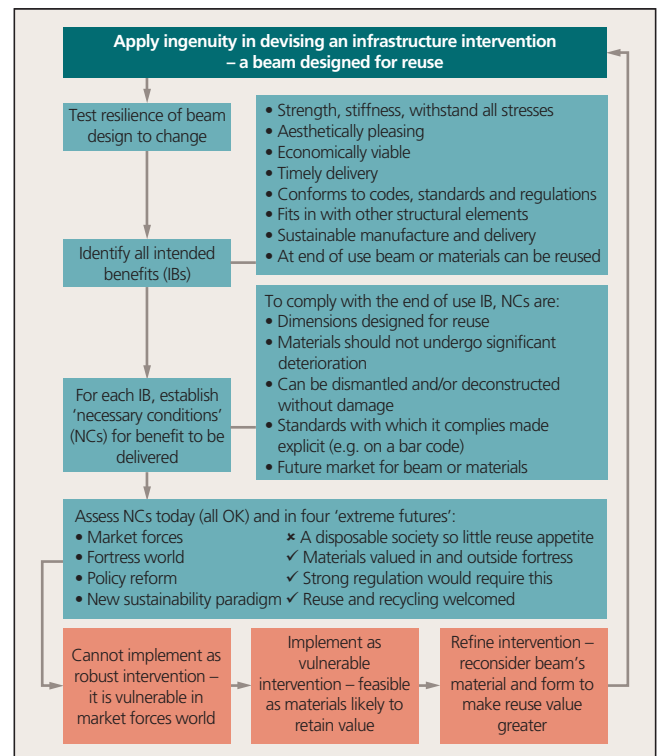 Apply ingenuity in devising an infrastructure intervention
– a beam designed for reuse
Test resilience of beam
design to change
• Strength, stiffness, withstand all stresses
• Aesthetically pleasing
• Economically viable
• Timely delivery
• Conforms to codes, standards and regulations
• Fits in with other structural elements
• Sustainable manufacture and delivery
• At end of use beam or materials can be reused
Identify all intended
benefits (IBs)
To comply with the end of use IB, NCs are:
• Dimensions designed for reuse
• Materials should not undergo significant
deterioration
• Can be dismantled and/or deconstructed
without damage
• Standards with which it complies made
explicit (e.g. on a bar code)
• Future market for beam or materials
For each IB, establish
‘necessary conditions’
(NCs) for benefit to be
delivered
Assess NCs today (all OK) and in four ‘extreme futures’:
• Market forces × A disposable society so little reuse appetite
• Fortress world ✓ Materials valued in and outside fortress
• Policy reform ✓ Strong regulation would require this
• New sustainability paradigm ✓ Reuse and recycling welcomed
Cannot implement as
robust intervention –
it is vulnerable in
market forces world
Implement as
vulnerable
intervention – feasible
as materials likely to
retain value
Refine intervention –
reconsider beam’s
material and form to
make reuse value
greater